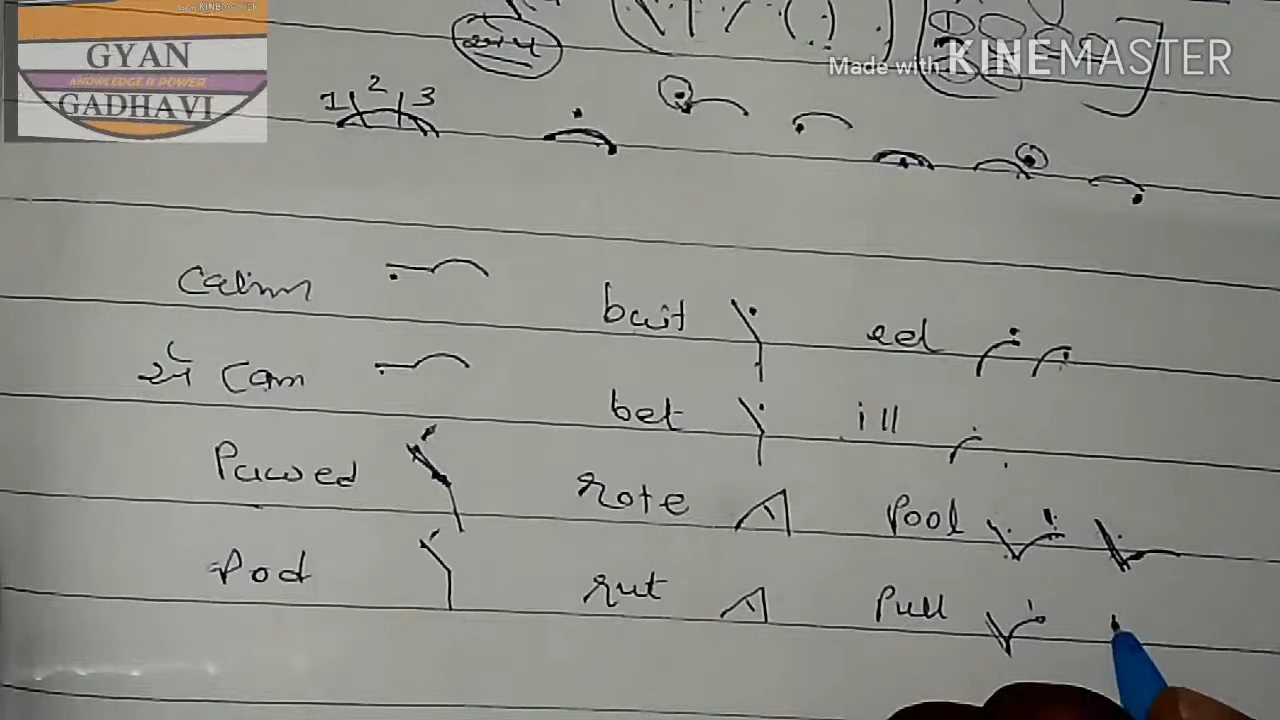 GYAN
KNOWLEDGE IS POWER
GADHAVI
Made with KINEMASTER
1 2 3
Calm bait eel
Cam bet ill
Pawed rote Pool
Pod rut Pull